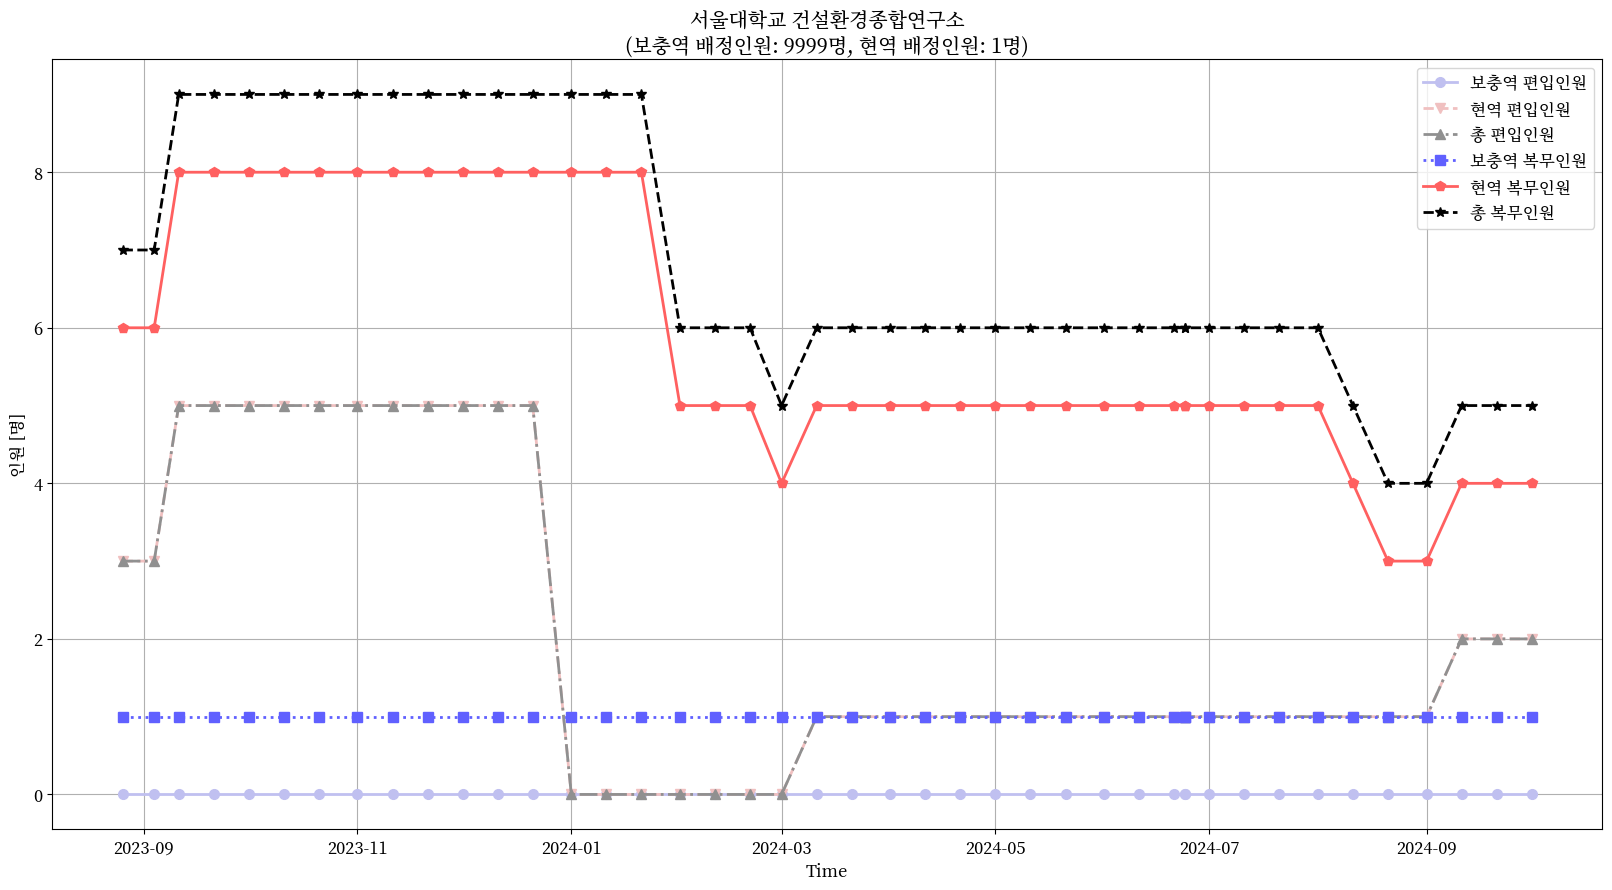 서울대학교 건설환경종합연구소
(보충역 배정인원: 9999명, 현역 배정인원: 1명)
보충역 편입인원
현역 편입인원
총 편입인원
보충역 복무인원
현역 복무인원
총 복무인원
인원 [명]
8
6
4
2
0
2023-09
2023-11
2024-01
2024-03
2024-05
2024-07
2024-09
Time